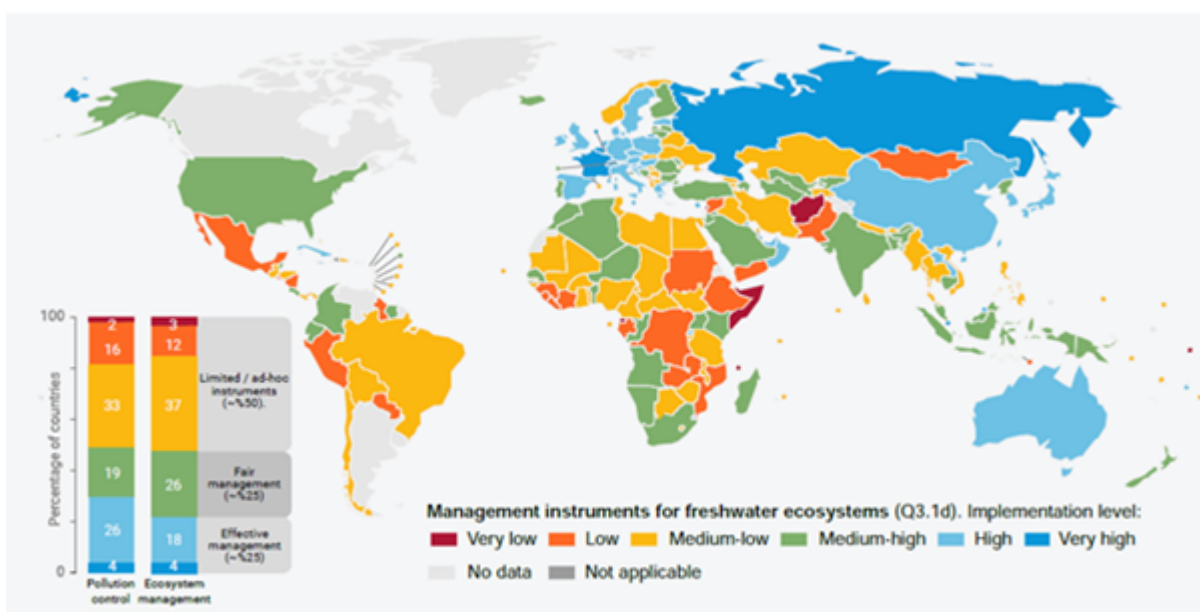 100
2
3
16
12
Limited / ad-hoc
instruments
(~%50).
33
37
Percentage of countries
19
26
Fair
management
(~%25)
26
18
Effective
management
(~%25)
4
4
0
Pollution
control
Ecosystem
management
Management instruments for freshwater ecosystems (Q3.1d). Implementation level:
Very low
Low
Medium-low
Medium-high
High
Very high
No data
Not applicable